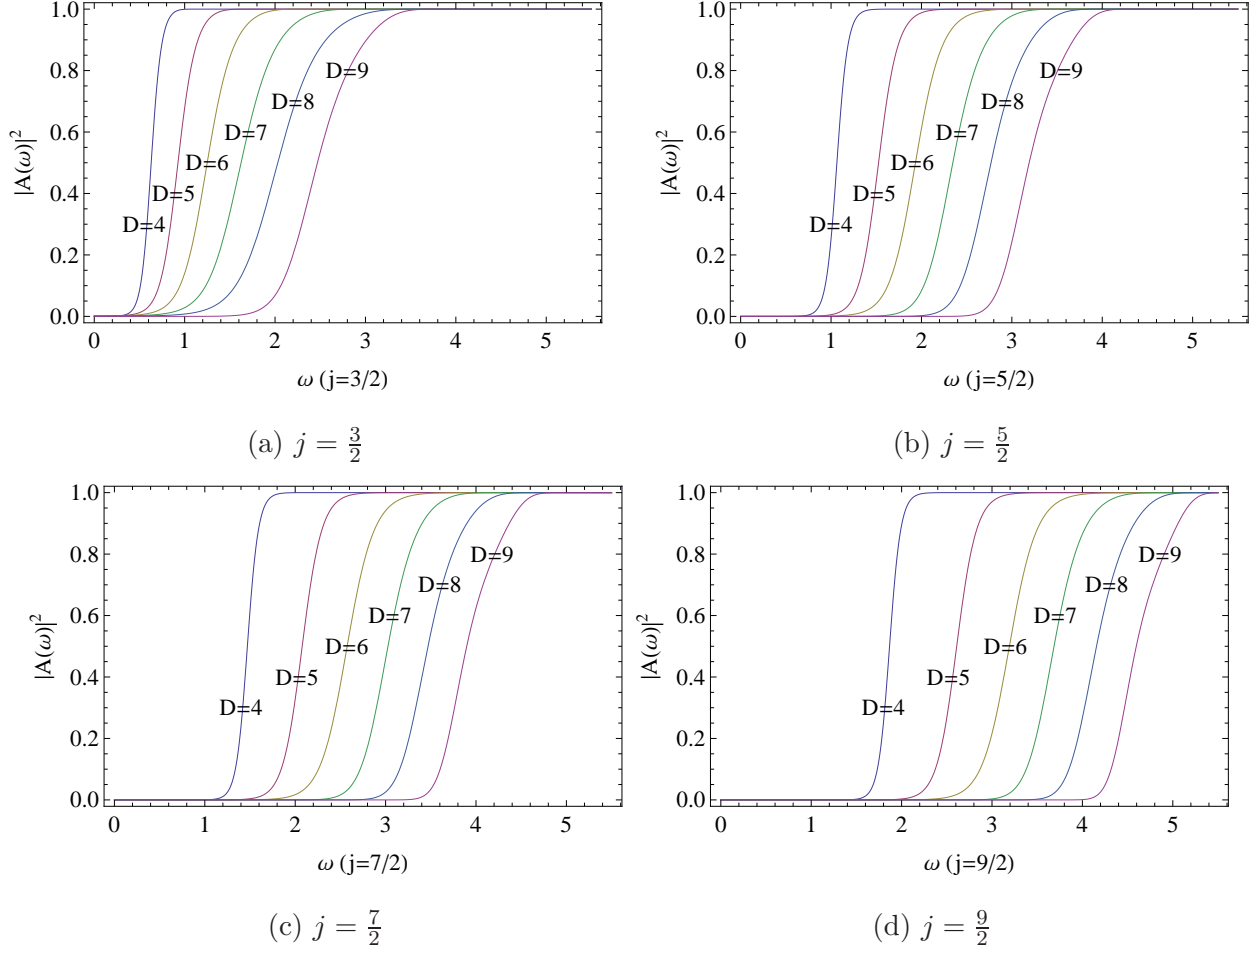 1.0
0.8
0.6
0.4
0.2
0.0
|A(ω)|²
D=9
D=8
D=7
D=6
D=5
D=4
0 1 2 3 4 5
ω (j=3/2)
(a) j = 3/2
1.0
0.8
0.6
0.4
0.2
0.0
|A(ω)|²
D=9
D=8
D=7
D=6
D=5
D=4
0 1 2 3 4 5
ω (j=5/2)
(b) j = 5/2
1.0
0.8
0.6
0.4
0.2
0.0
|A(ω)|²
D=9
D=8
D=7
D=6
D=5
D=4
0 1 2 3 4 5
ω (j=7/2)
(c) j = 7/2
1.0
0.8
0.6
0.4
0.2
0.0
|A(ω)|²
D=9
D=8
D=7
D=6
D=5
D=4
0 1 2 3 4 5
ω (j=9/2)
(d) j = 9/2